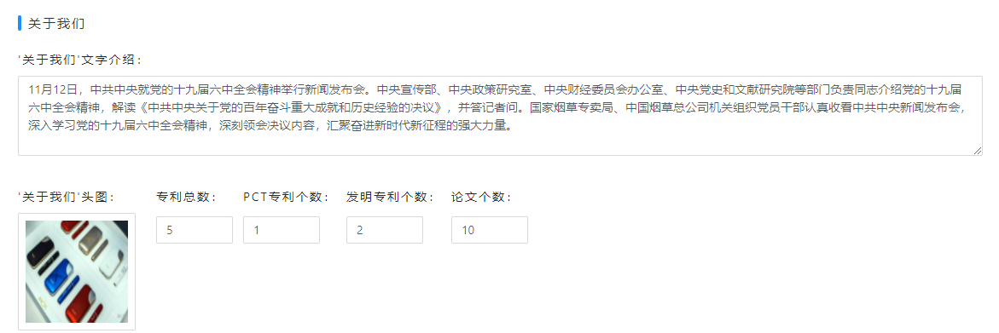 关于我们
'关于我们'文字介绍：
11月12日，中共中央就党的十九届六中全会精神举行新闻发布会。中央宣传部、中央政策研究室、中央财经委员会办公室、中央党史和文献研究院等部门负责同志介绍党的十九届
六中全会精神，解读《中共中央关于党的百年奋斗重大成就和历史经验的决议》，并答记者问。国家烟草专卖局、中国烟草总公司机关组织党员干部认真收看中共中央新闻发布会，
深入学习党的十九届六中全会精神，深刻领会决议内容，汇聚奋进新时代新征程的强大力量。
'关于我们'头图： 专利总数： PCT专利个数： 发明专利个数： 论文个数：
5 1 2 10